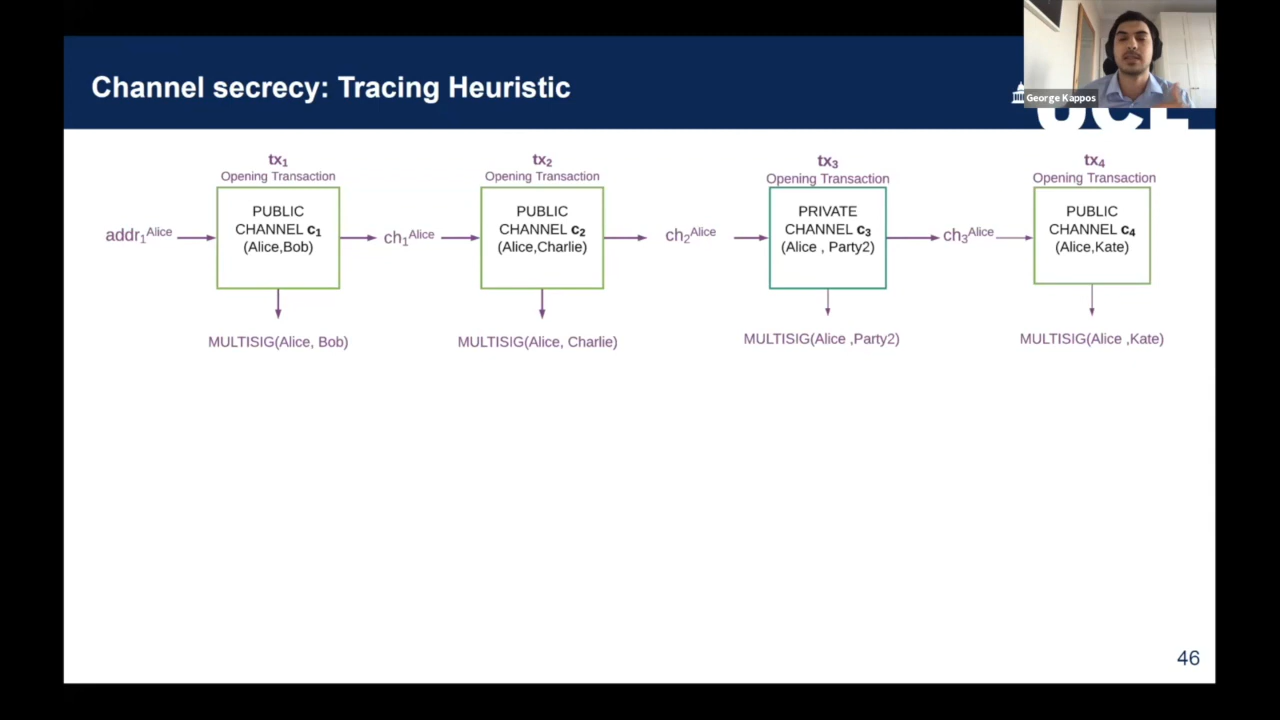 Channel secrecy: Tracing Heuristic
George Kappos
UCL
tx1
Opening Transaction
PUBLIC
CHANNEL c1
(Alice,Bob)
addr1Alice
MULTISIG(Alice, Bob)
ch1Alice
tx2
Opening Transaction
PUBLIC
CHANNEL c2
(Alice,Charlie)
MULTISIG(Alice, Charlie)
ch2Alice
tx3
Opening Transaction
PRIVATE
CHANNEL c3
(Alice , Party2)
MULTISIG(Alice ,Party2)
ch3Alice
tx4
Opening Transaction
PUBLIC
CHANNEL c4
(Alice,Kate)
MULTISIG(Alice ,Kate)
46